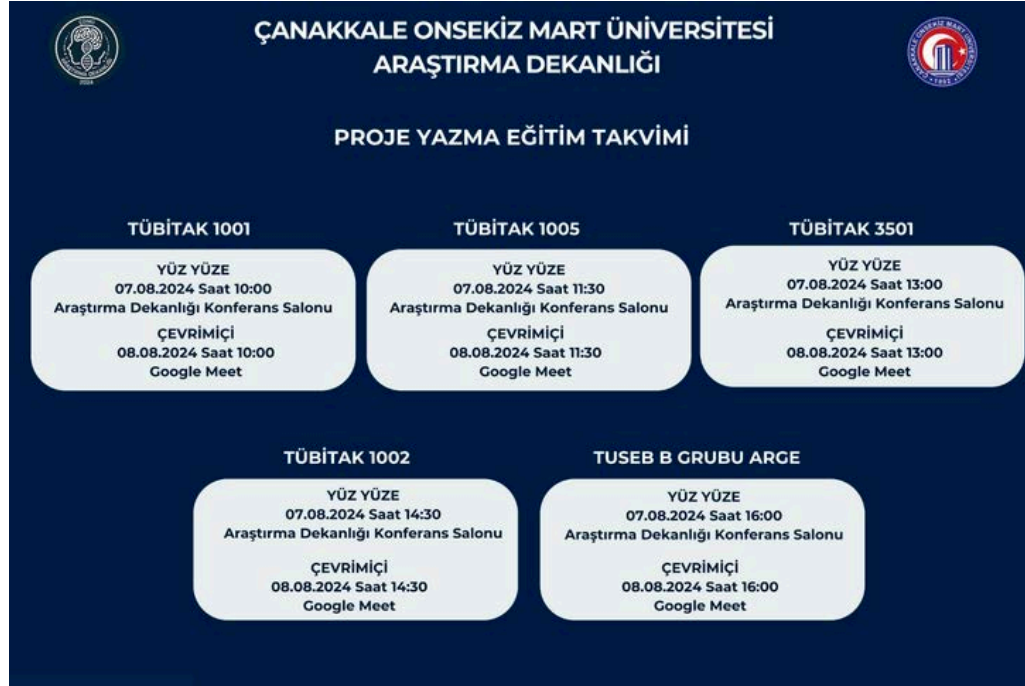 ÇANAKKALE ONSEKİZ MART ÜNİVERSİTESİ
ARAŞTIRMA DEKANLIĞI
PROJE YAZMA EĞİTİM TAKVİMİ
TÜBİTAK 1001
YÜZ YÜZE
07.08.2024 Saat 10:00
Araştırma Dekanlığı Konferans Salonu
ÇEVRİMİÇİ
08.08.2024 Saat 10:00
Google Meet
TÜBİTAK 1005
YÜZ YÜZE
07.08.2024 Saat 11:30
Araştırma Dekanlığı Konferans Salonu
ÇEVRİMİÇİ
08.08.2024 Saat 11:30
Google Meet
TÜBİTAK 3501
YÜZ YÜZE
07.08.2024 Saat 13:00
Araştırma Dekanlığı Konferans Salonu
ÇEVRİMİÇİ
08.08.2024 Saat 13:00
Google Meet
TÜBİTAK 1002
YÜZ YÜZE
07.08.2024 Saat 14:30
Araştırma Dekanlığı Konferans Salonu
ÇEVRİMİÇİ
08.08.2024 Saat 14:30
Google Meet
TUSEB B GRUBU ARGE
YÜZ YÜZE
07.08.2024 Saat 16:00
Araştırma Dekanlığı Konferans Salonu
ÇEVRİMİÇİ
08.08.2024 Saat 16:00
Google Meet